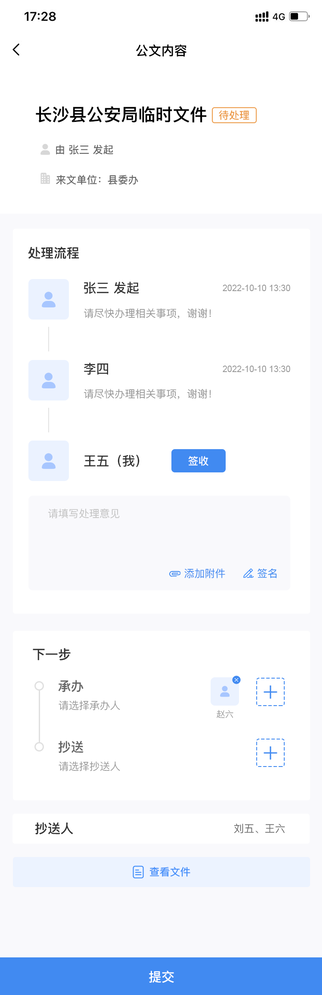 17:28
4G
公文内容
长沙县公安局临时文件 待处理
由 张三 发起
来文单位：县委办
处理流程
张三 发起 2022-10-10 13:30
请尽快办理相关事项，谢谢！
李四 2022-10-10 13:30
请尽快办理相关事项，谢谢！
王五（我） 签收
请填写处理意见
添加附件 签名
下一步
承办
请选择承办人
赵六
抄送
请选择抄送人
抄送人 刘五、王六
查看文件
提交